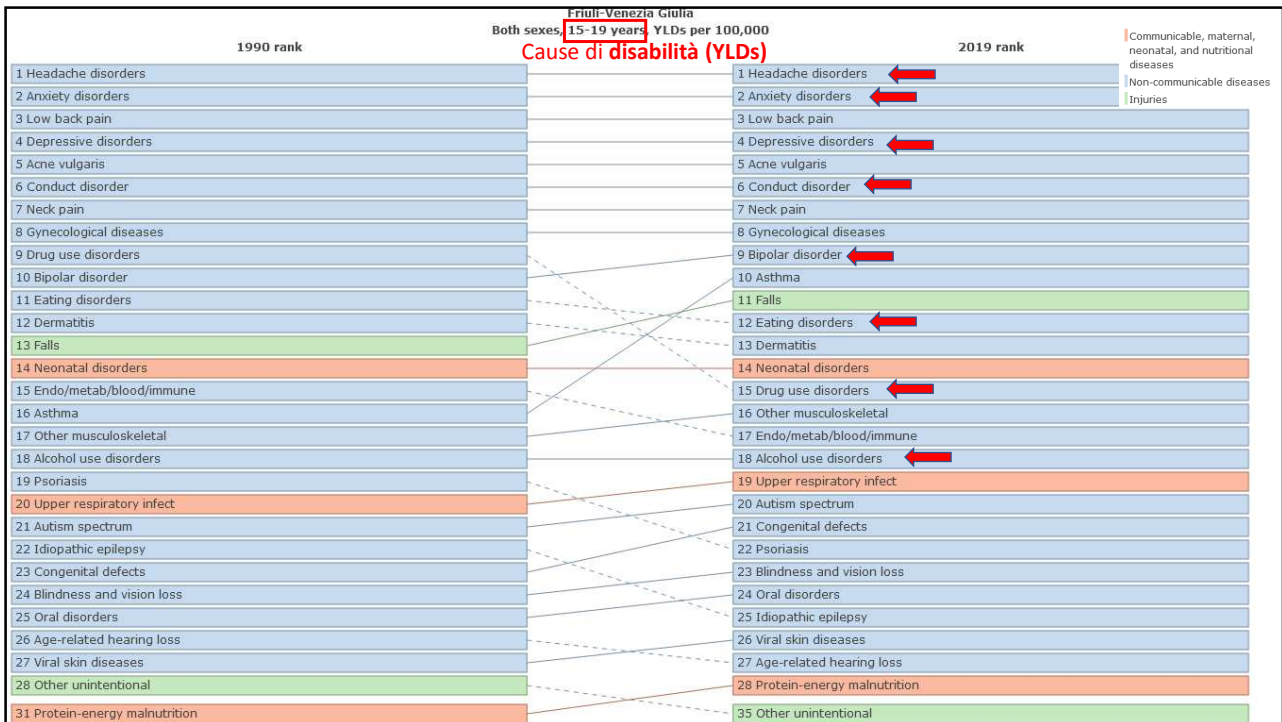 Friuli-Venezia Giulia
Both sexes, 15-19 years, YLDs per 100,000
Cause di disabilità (YLDs)
1990 rank
2019 rank
Communicable, maternal,
neonatal, and nutritional
diseases
Non-communicable diseases
Injuries
1 Headache disorders
2 Anxiety disorders
3 Low back pain
4 Depressive disorders
5 Acne vulgaris
6 Conduct disorder
7 Neck pain
8 Gynecological diseases
9 Drug use disorders
10 Bipolar disorder
11 Eating disorders
12 Dermatitis
13 Falls
14 Neonatal disorders
15 Endo/metab/blood/immune
16 Asthma
17 Other musculoskeletal
18 Alcohol use disorders
19 Psoriasis
20 Upper respiratory infect
21 Autism spectrum
22 Idiopathic epilepsy
23 Congenital defects
24 Blindness and vision loss
25 Oral disorders
26 Age-related hearing loss
27 Viral skin diseases
28 Other unintentional
31 Protein-energy malnutrition
1 Headache disorders
2 Anxiety disorders
3 Low back pain
4 Depressive disorders
5 Acne vulgaris
6 Conduct disorder
7 Neck pain
8 Gynecological diseases
9 Bipolar disorder
10 Asthma
11 Falls
12 Eating disorders
13 Dermatitis
14 Neonatal disorders
15 Drug use disorders
16 Other musculoskeletal
17 Endo/metab/blood/immune
18 Alcohol use disorders
19 Upper respiratory infect
20 Autism spectrum
21 Congenital defects
22 Psoriasis
23 Blindness and vision loss
24 Oral disorders
25 Idiopathic epilepsy
26 Viral skin diseases
27 Age-related hearing loss
28 Protein-energy malnutrition
35 Other unintentional